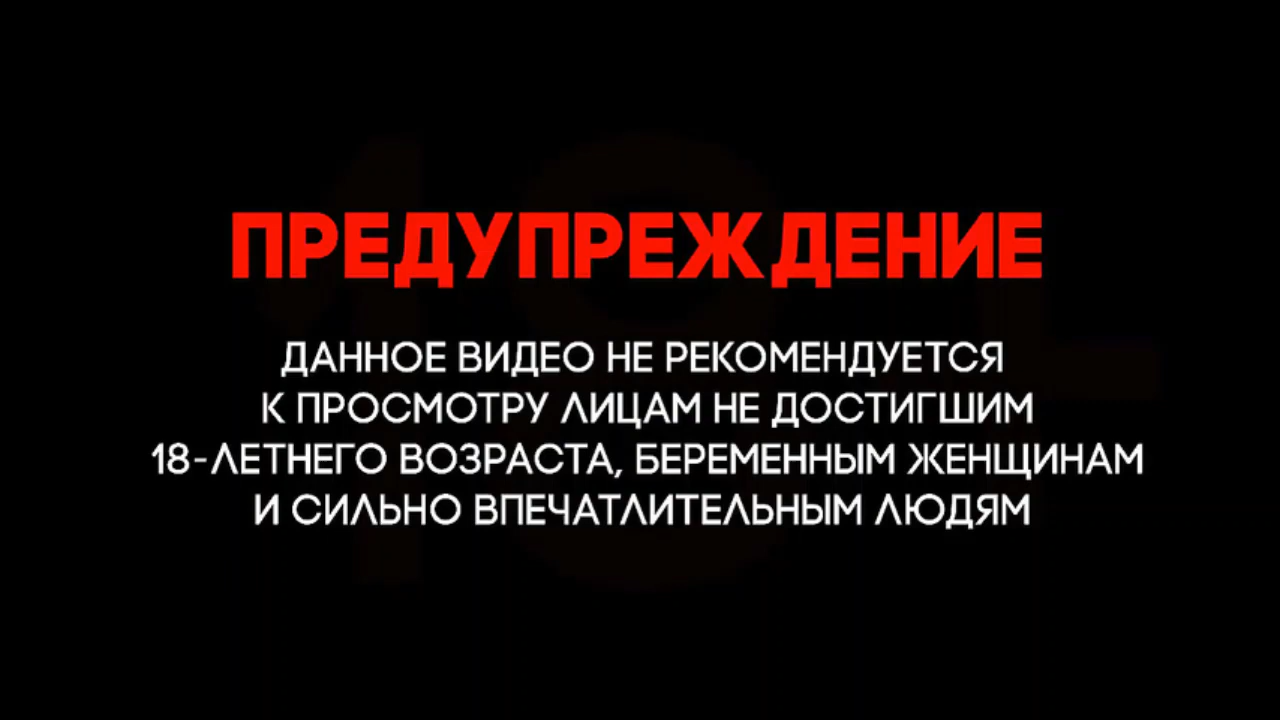 ПРЕДУПРЕЖДЕНИЕ
ДАННОЕ ВИДЕО НЕ РЕКОМЕНДУЕТСЯ
К ПРОСМОТРУ ЛИЦАМ НЕ ДОСТИГШИМ
18-ЛЕТНЕГО ВОЗРАСТА, БЕРЕМЕННЫМ ЖЕНЩИНАМ
И СИЛЬНО ВПЕЧАТЛИТЕЛЬНЫМ ЛЮДЯМ